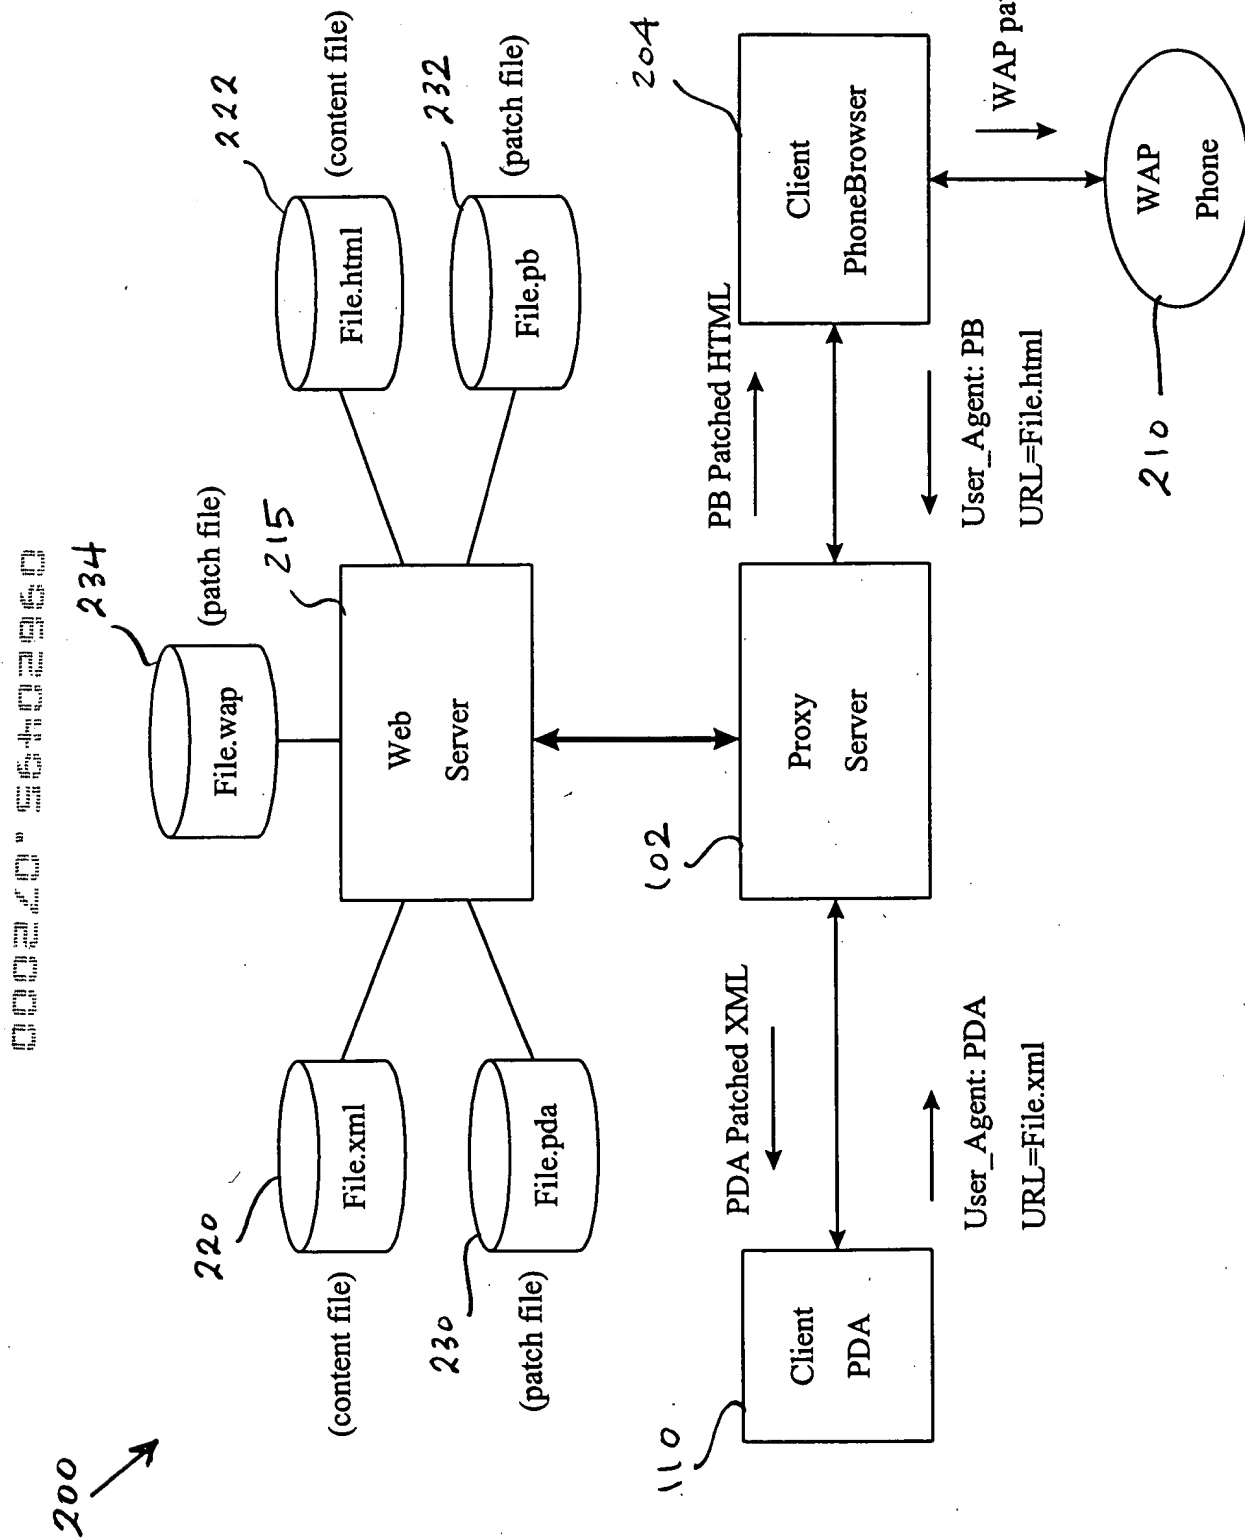 200
234
(patch file)
File.wap
220
222
(content file)
File.xml
215
File.html
(content file)
Web
Server
230
232
(patch file)
File.pda
File.pb
(patch file)
110
102
204
PDA Patched XML
PB Patched HTML
Client
PDA
Proxy
Server
Client
PhoneBrowser
User_Agent: PDA
URL=File.xml
User_Agent: PB
URL=File.html
WAP pa
210
WAP
Phone